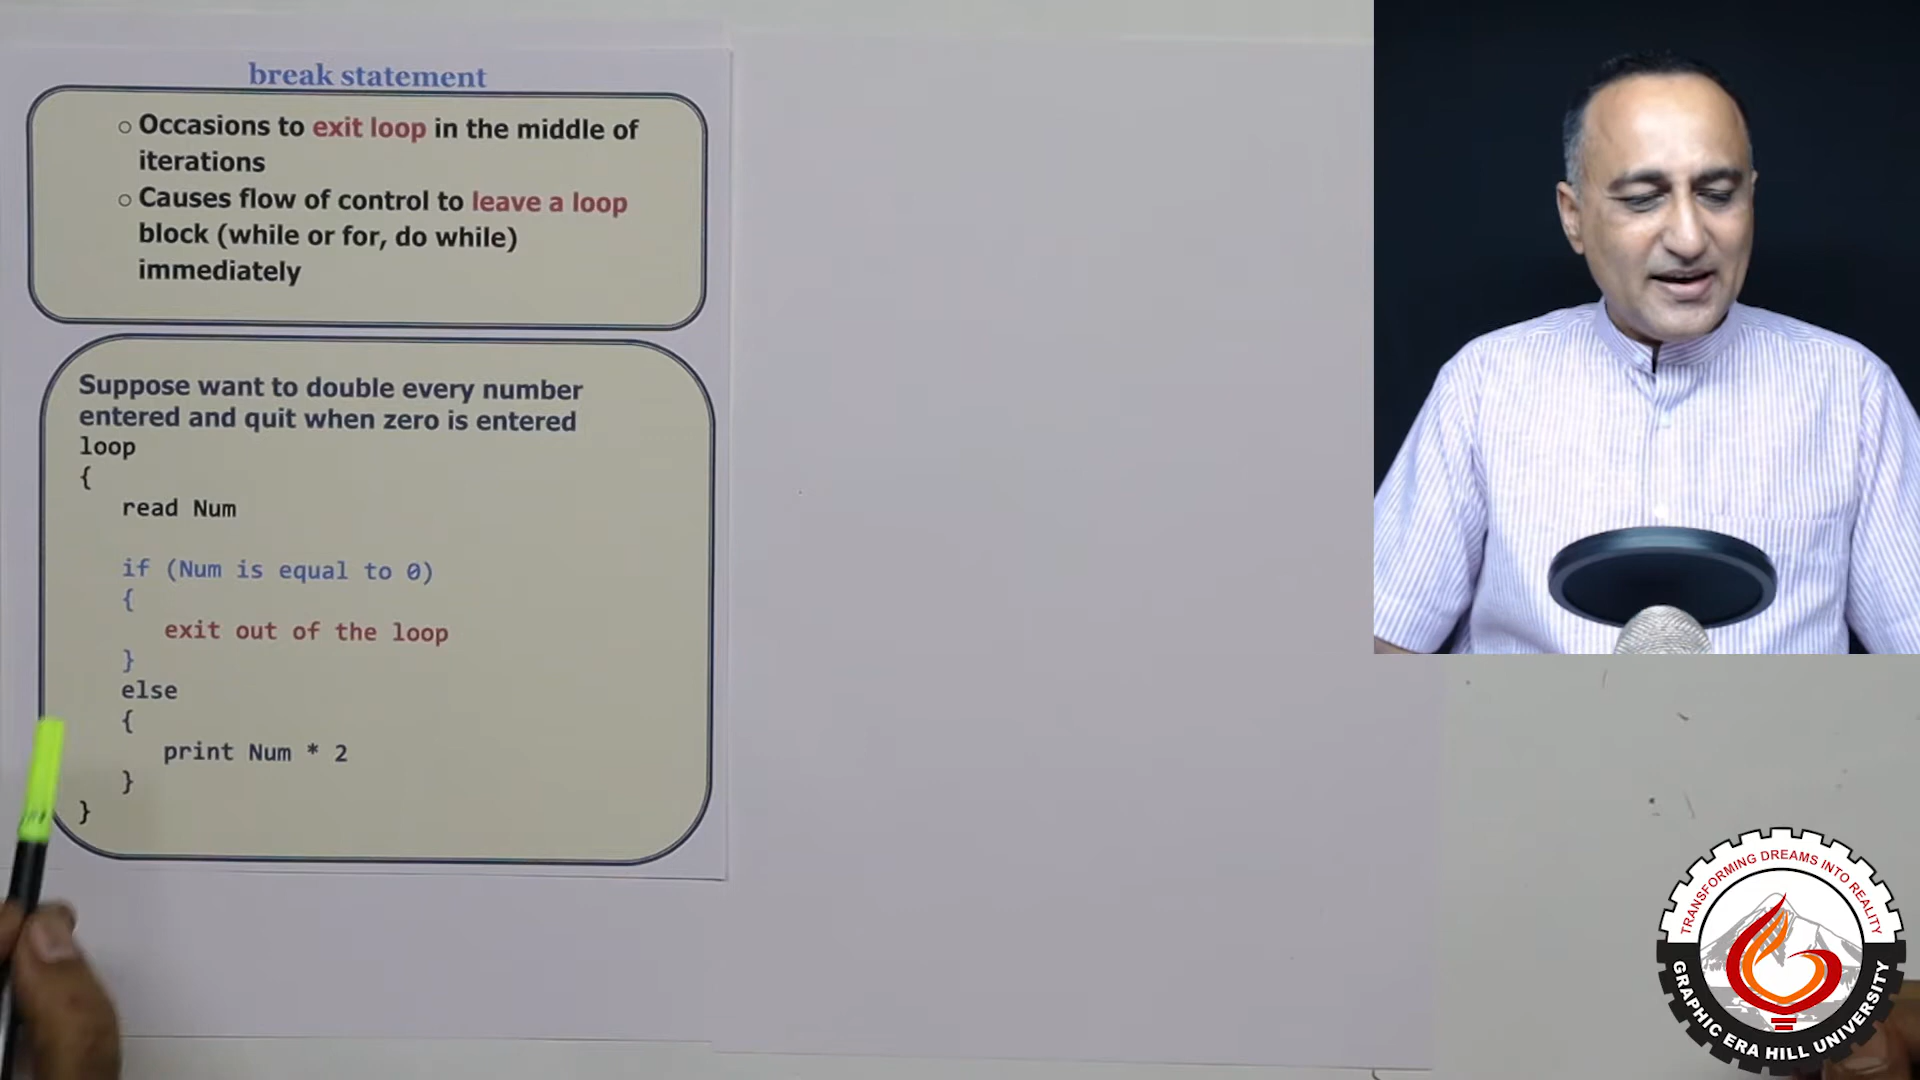 break statement
○ Occasions to exit loop in the middle of
iterations
○ Causes flow of control to leave a loop
block (while or for, do while)
immediately
Suppose want to double every number
entered and quit when zero is entered
loop
{
read Num
if (Num is equal to 0)
{
exit out of the loop
}
else
{
print Num * 2
}
}
TRANSFORMING DREAMS INTO REALITY
GRAPHIC ERA HILL UNIVERSITY